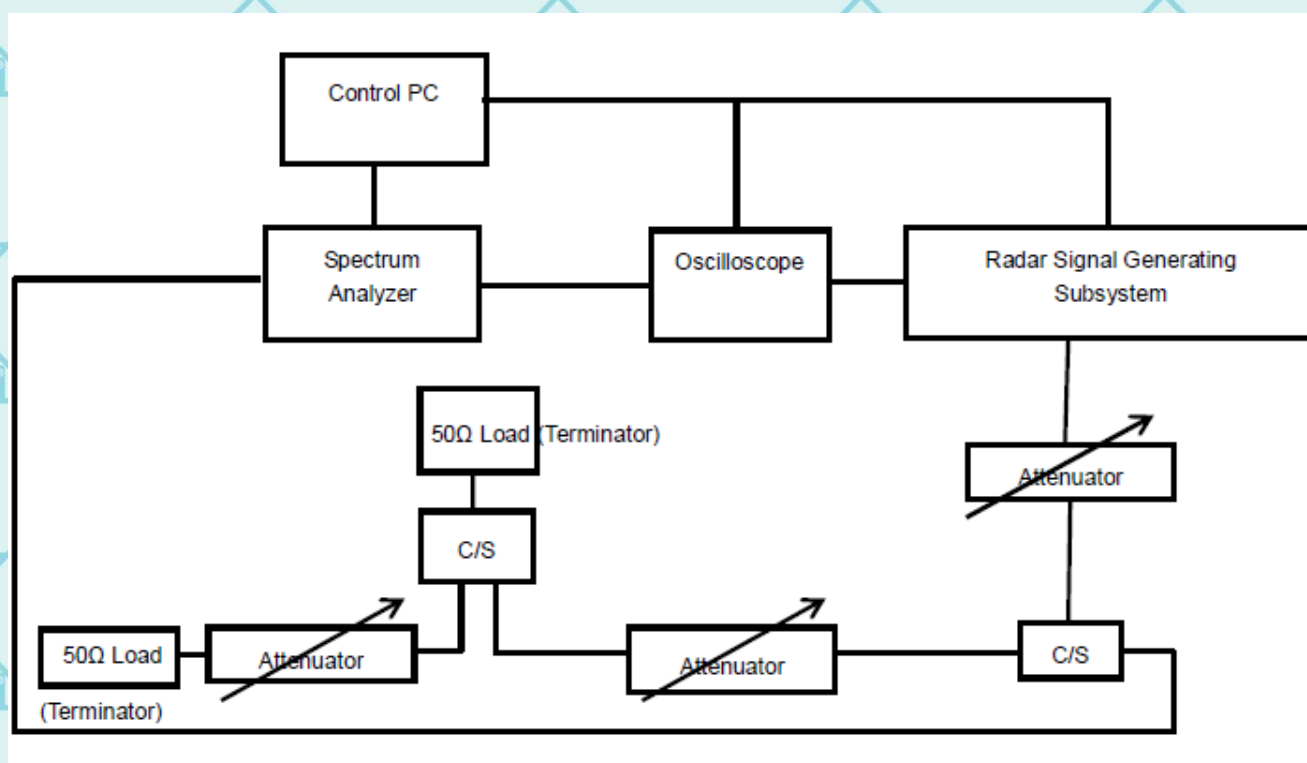 Control PC
Spectrum
Analyzer
Oscilloscope
Radar Signal Generating
Subsystem
50Ω Load (Terminator)
Attenuator
C/S
50Ω Load
Attenuator
Attenuator
C/S
(Terminator)